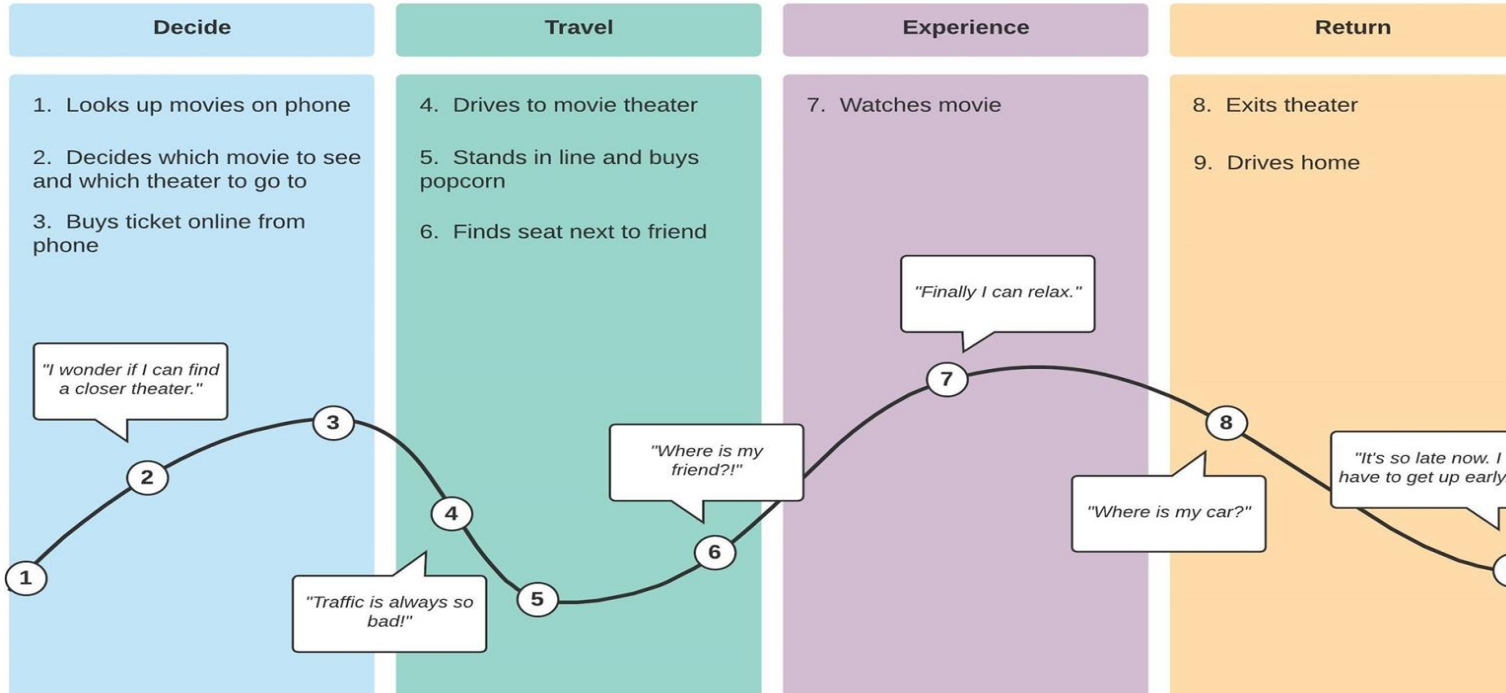 Decide
Travel
Experience
Return
1. Looks up movies on phone
2. Decides which movie to see
and which theater to go to
3. Buys ticket online from
phone
4. Drives to movie theater
5. Stands in line and buys
popcorn
6. Finds seat next to friend
7. Watches movie
8. Exits theater
9. Drives home
"I wonder if I can find
a closer theater."
"Traffic is always so
bad!"
"Where is my
friend?!"
"Finally I can relax."
"Where is my car?"
"It's so late now. I
have to get up early.
1
2
3
4
5
6
7
8